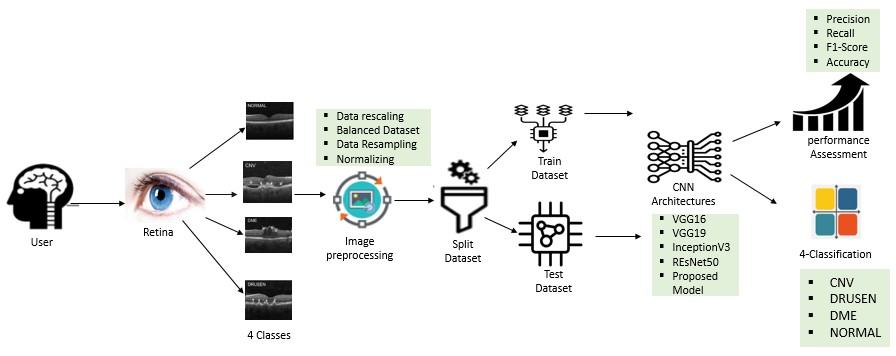 User
Retina
NORMAL
CNV
DME
DRUSEN
4 Classes
Data rescaling
Balanced Dataset
Data Resampling
Normalizing
Image
preprocessing
Split
Dataset
Train
Dataset
Test
Dataset
CNN
Architectures
VGG16
VGG19
InceptionV3
REsNet50
Proposed
Model
Precision
Recall
F1-Score
Accuracy
performance
Assessment
4-Classification
CNV
DRUSEN
DME
NORMAL